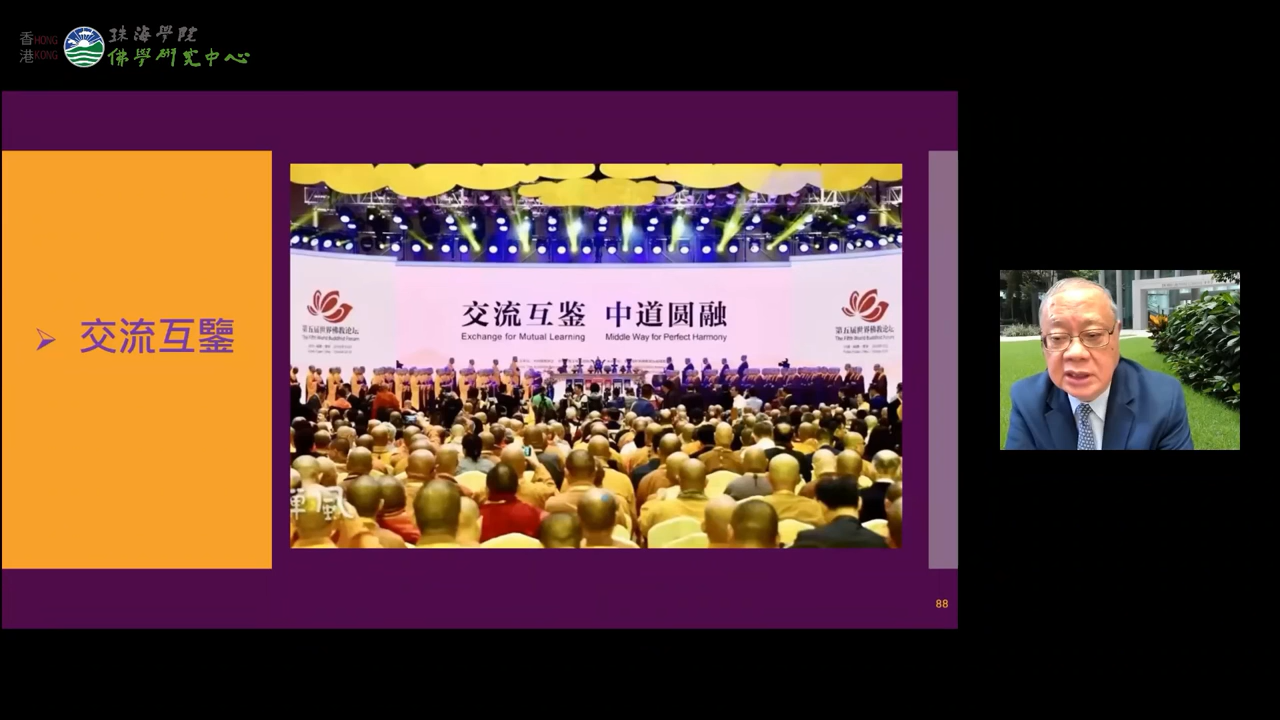 香 HONG
港 KONG
珠海學院
佛學研究中心
➢ 交流互鑒
交流互鉴 中道圆融
Exchange for Mutual Learning Middle Way for Perfect Harmony
第五届世界佛教论坛
The Fifth World Buddhist Forum
第五届世界佛教论坛
The Fifth World Buddhist Forum
禅风
88